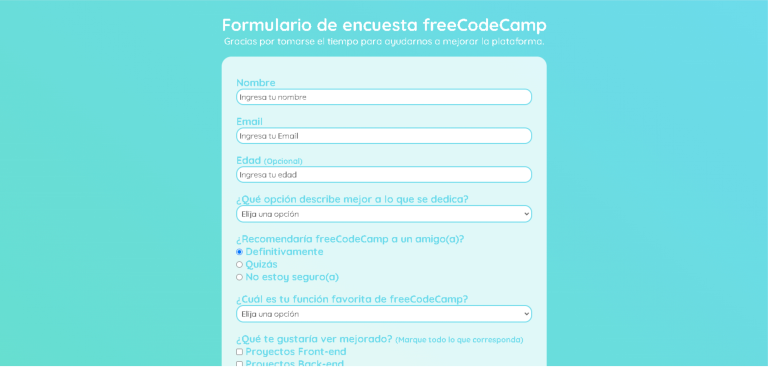 Formulario de encuesta freeCodeCamp
Gracias por tomarse el tiempo para ayudarnos a mejorar la plataforma.
Nombre
Ingresa tu nombre
Email
Ingresa tu Email
Edad (Opcional)
Ingresa tu edad
¿Qué opción describe mejor a lo que se dedica?
Elija una opción
¿Recomendaría freeCodeCamp a un amigo(a)?
Definitivamente
Quizás
No estoy seguro(a)
¿Cuál es tu función favorita de freeCodeCamp?
Elija una opción
¿Qué te gustaría ver mejorado? (Marque todo lo que corresponda)
Proyectos Front-end
Proyectos Back-end